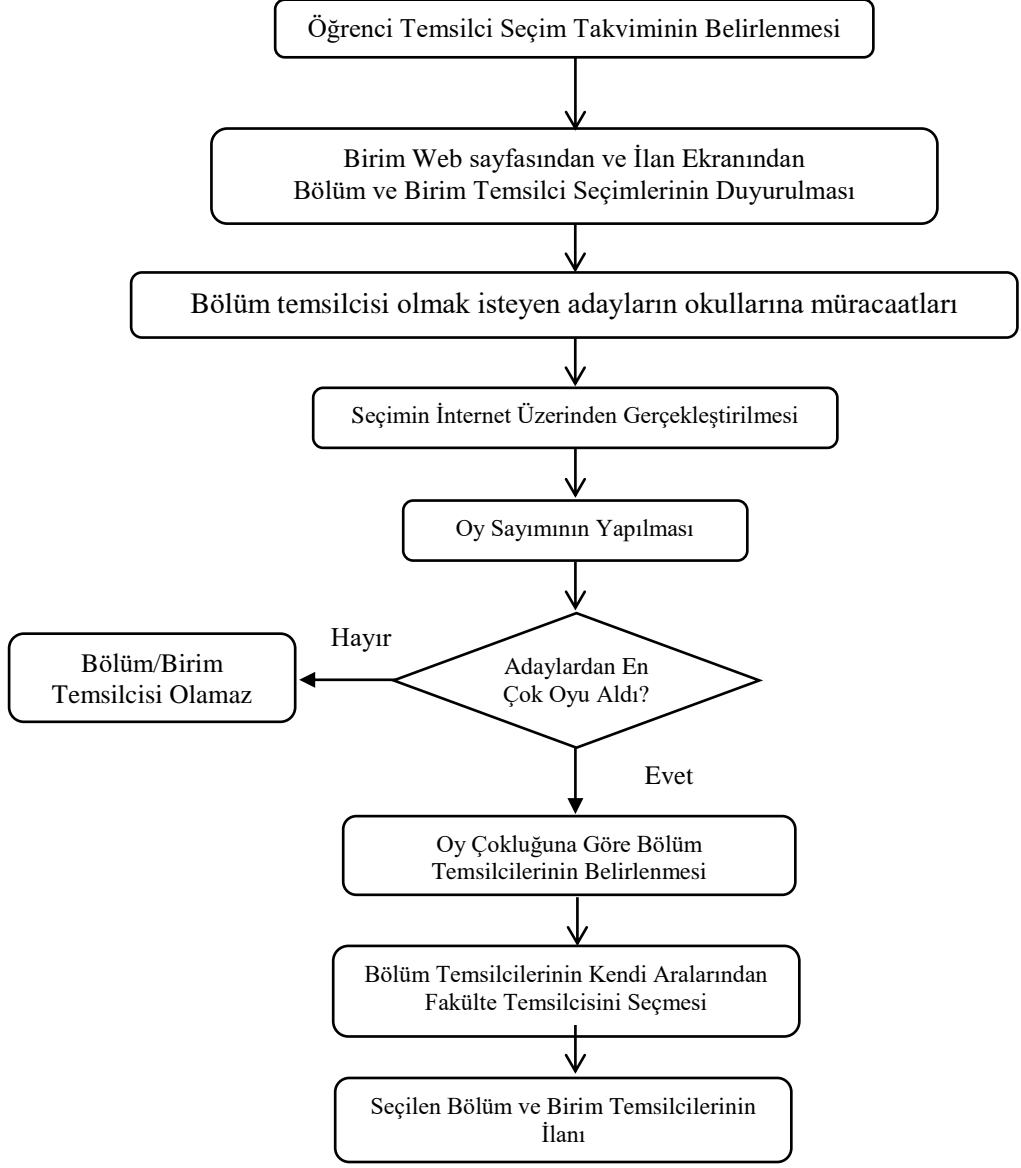 Öğrenci Temsilci Seçim Takviminin Belirlenmesi
Birim Web sayfasından ve İlan Ekranından
Bölüm ve Birim Temsilci Seçimlerinin Duyurulması
Bölüm temsilcisi olmak isteyen adayların okullarına müracaatları
Seçimin İnternet Üzerinden Gerçekleştirilmesi
Oy Sayımının Yapılması
Adaylardan En
Çok Oyu Aldı?
Hayır
Bölüm/Birim
Temsilcisi Olamaz
Evet
Oy Çokluğuna Göre Bölüm
Temsilcilerinin Belirlenmesi
Bölüm Temsilcilerinin Kendi Aralarından
Fakülte Temsilcisini Seçmesi
Seçilen Bölüm ve Birim Temsilcilerinin
İlanı